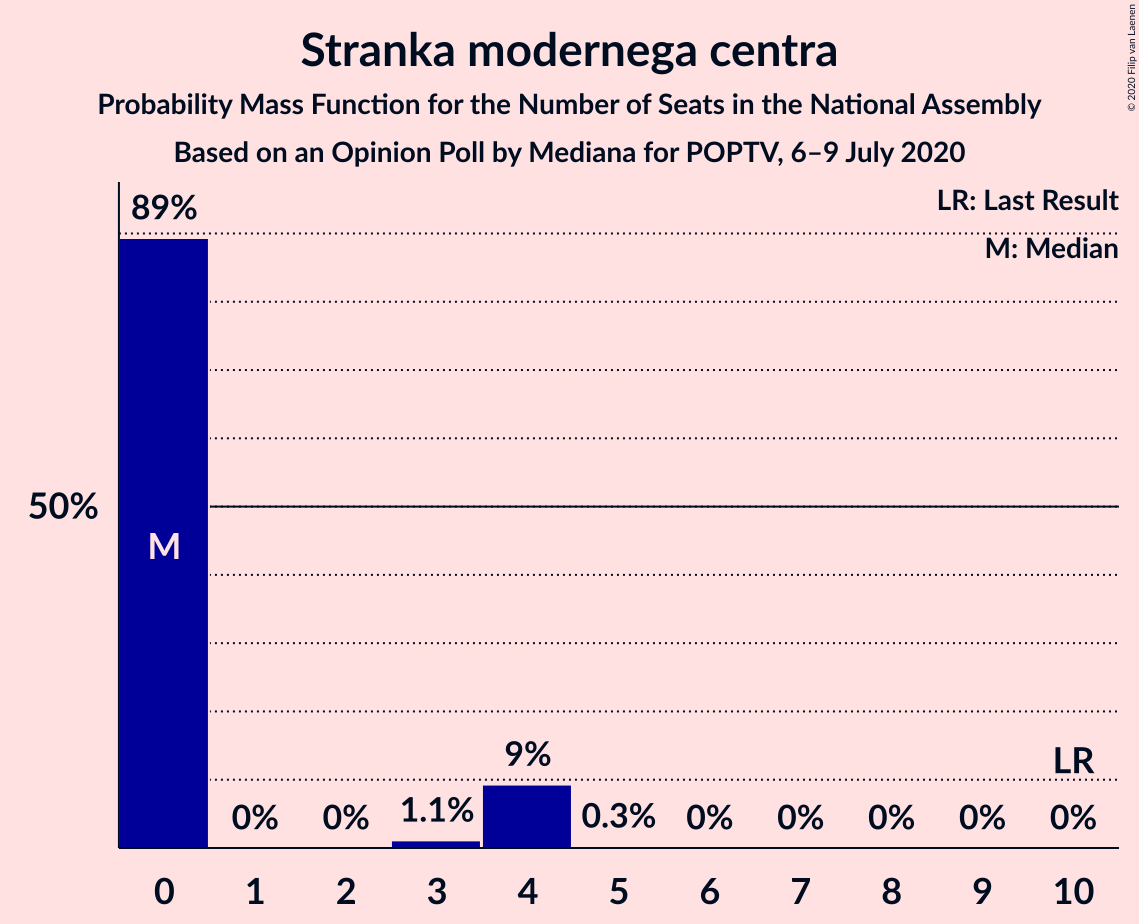 Stranka modernega centra
Probability Mass Function for the Number of Seats in the National Assembly
Based on an Opinion Poll by Mediana for POPTV, 6–9 July 2020
© 2020 Filip van Laenen
LR: Last Result
M: Median
89%
50%
M
0% 0% 1.1% 9% 0.3% 0% 0% 0% 0% 0%
LR
0 1 2 3 4 5 6 7 8 9 10